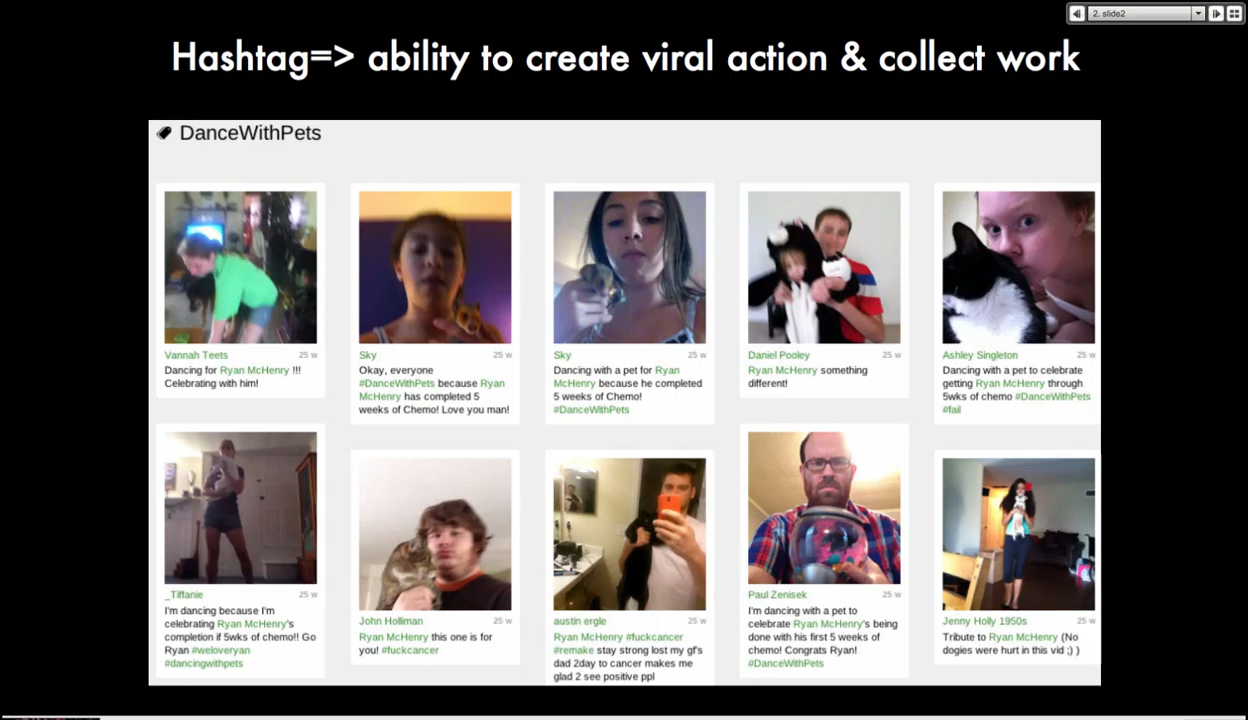 2. slide2
Hashtag=> ability to create viral action & collect work
DanceWithPets
Vannah Teets 25 w
Dancing for Ryan McHenry !!!
Celebrating with him!
Sky 25 w
Okay, everyone
#DanceWithPets because Ryan
McHenry has completed 5
weeks of Chemo! Love you man!
Sky 25 w
Dancing with a pet for Ryan
McHenry because he completed
5 weeks of Chemo!
#DanceWithPets
Daniel Pooley 25 w
Ryan McHenry something
different!
Ashley Singleton 25 w
Dancing with a pet to celebrate
getting Ryan McHenry through
5wks of chemo #DanceWithPets
#fail
_Tiffanie 25 w
I'm dancing because I'm
celebrating Ryan McHenry's
completion if 5wks of chemo!! Go
Ryan #weloveryan
#dancingwithpets
John Holliman 25 w
Ryan McHenry this one is for
you! #fuckcancer
austin ergle 25 w
Ryan McHenry #fuckcancer
#remake stay strong lost my gf's
dad 2day to cancer makes me
glad 2 see positive ppl
Paul Zenisek 25 w
I'm dancing with a pet to
celebrate Ryan McHenry's being
done with his first 5 weeks of
chemo! Congrats Ryan!
#DanceWithPets
Jenny Holly 1950s 25 w
Tribute to Ryan McHenry (No
dogies were hurt in this vid ;) )